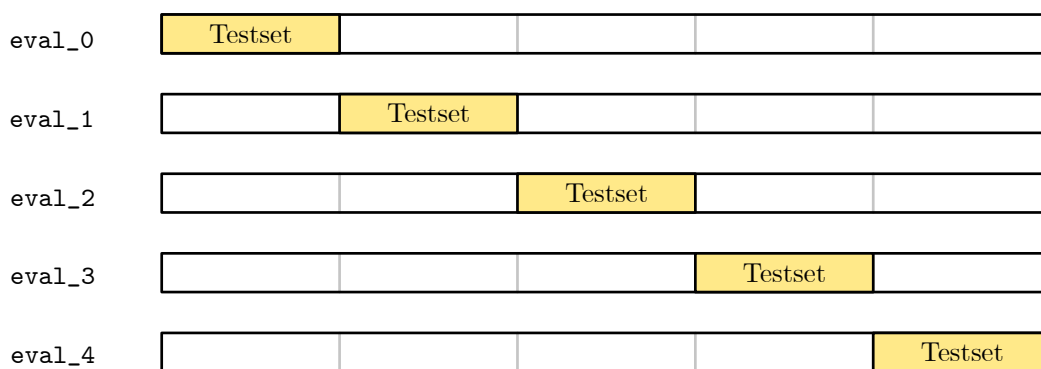 eval_0 Testset
eval_1 Testset
eval_2 Testset
eval_3 Testset
eval_4 Testset